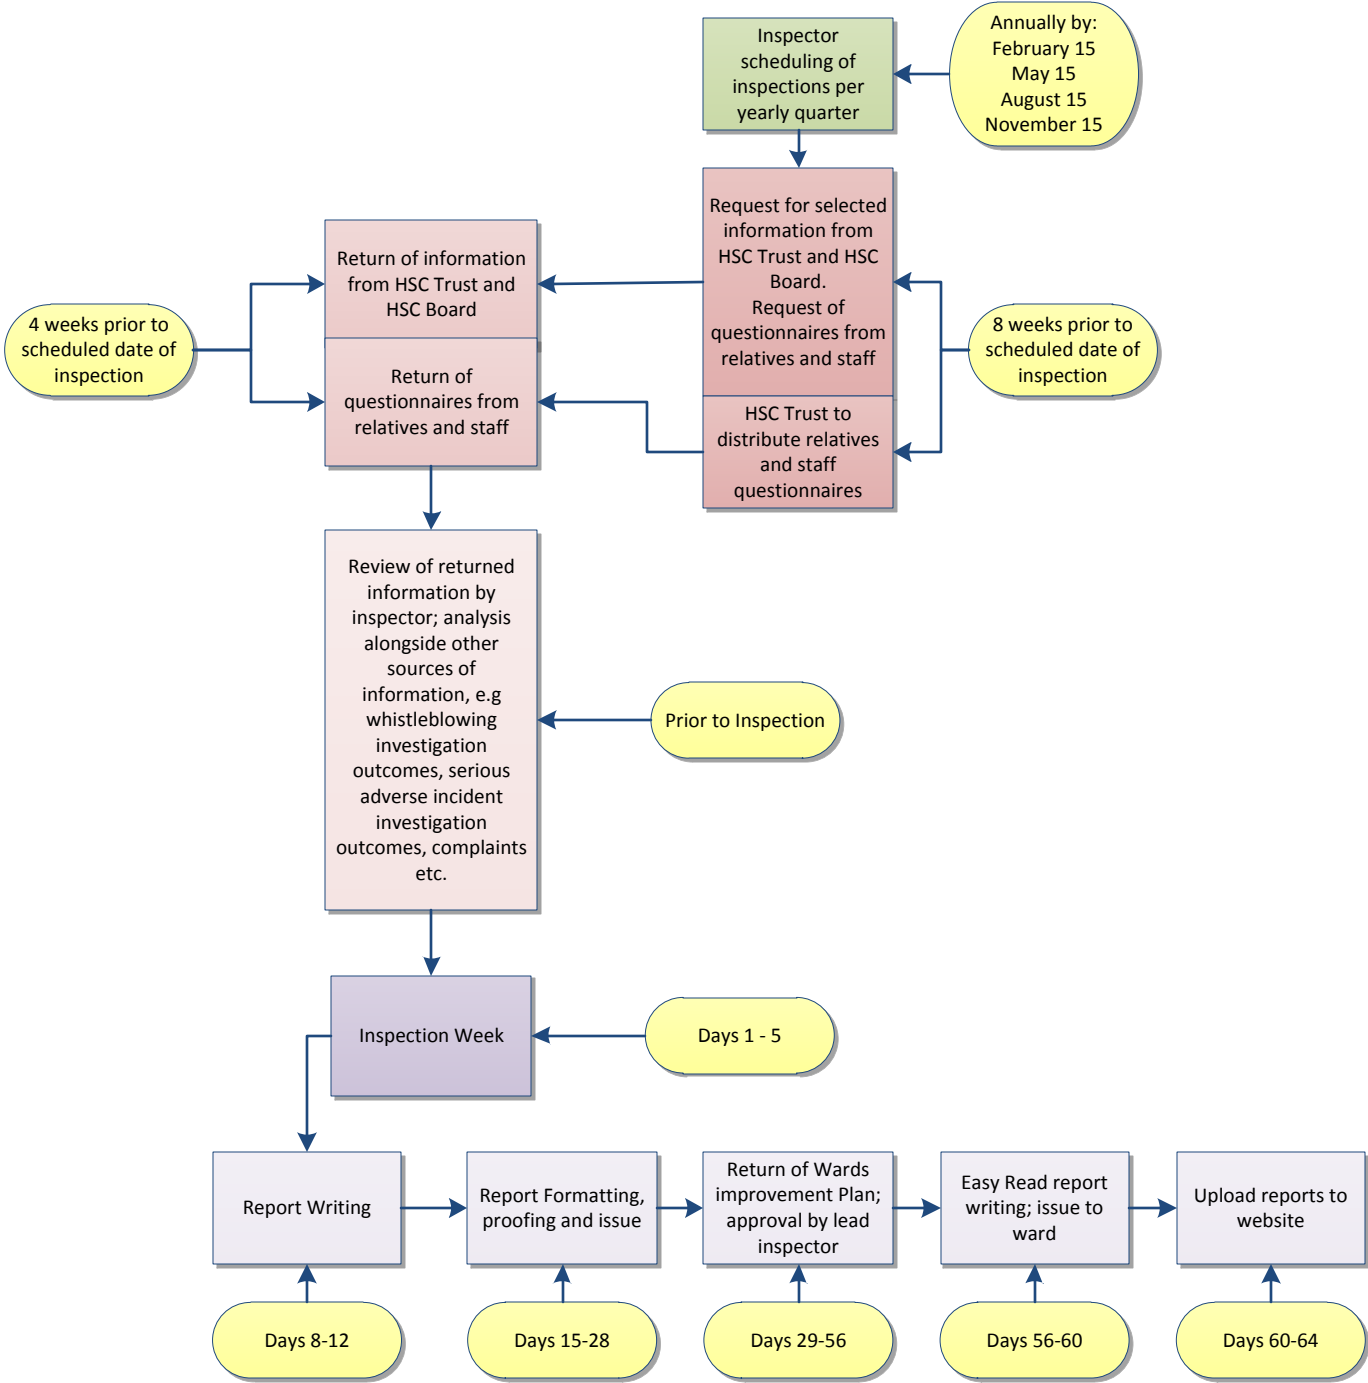 Inspector
scheduling of
inspections per
yearly quarter
Annually by:
February 15
May 15
August 15
November 15
Request for selected
information from
HSC Trust and HSC
Board.
Request of
questionnaires from
relatives and staff
HSC Trust to
distribute relatives
and staff
questionnaires
8 weeks prior to
scheduled date of
inspection
Return of information
from HSC Trust and
HSC Board
Return of
questionnaires from
relatives and staff
4 weeks prior to
scheduled date of
inspection
Review of returned
information by
inspector; analysis
alongside other
sources of
information, e.g
whistleblowing
investigation
outcomes, serious
adverse incident
investigation
outcomes, complaints
etc.
Prior to Inspection
Inspection Week
Days 1 - 5
Report Writing
Report Formatting,
proofing and issue
Return of Wards
improvement Plan;
approval by lead
inspector
Easy Read report
writing; issue to
ward
Upload reports to
website
Days 8-12
Days 15-28
Days 29-56
Days 56-60
Days 60-64